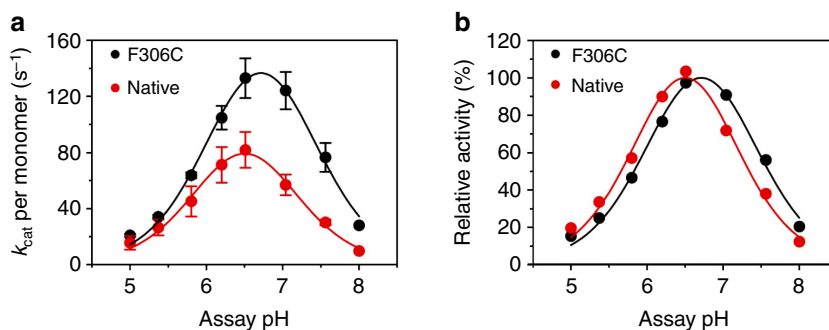 a
k_cat per monomer (s⁻¹)
160
120
80
40
0
F306C
Native
5 6 7 8
Assay pH
b
Relative activity (%)
120
100
80
60
40
20
0
F306C
Native
5 6 7 8
Assay pH